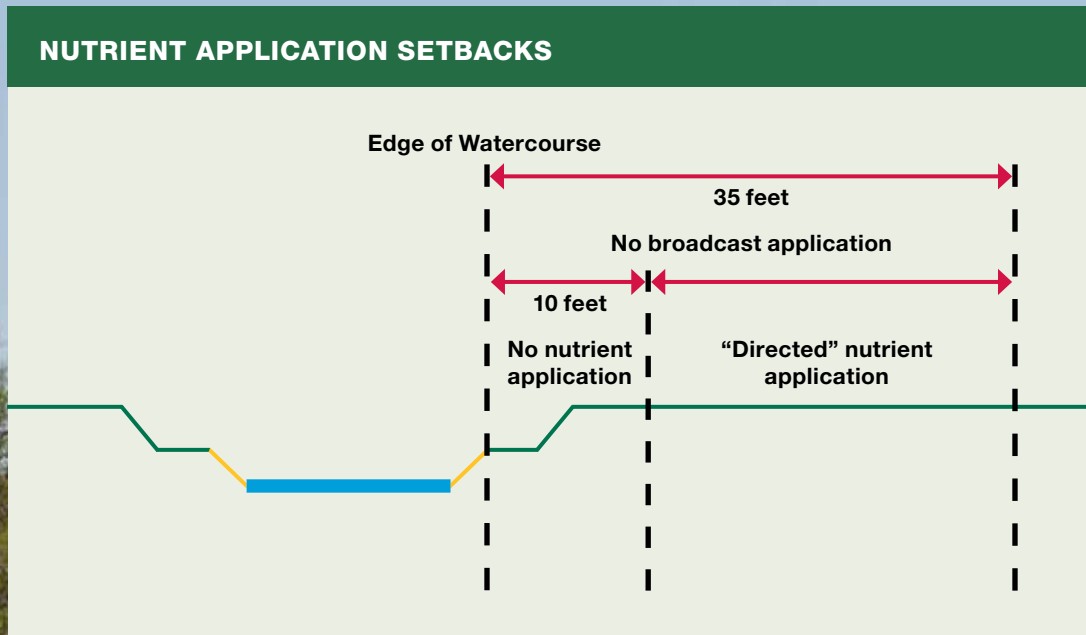 NUTRIENT APPLICATION SETBACKS
Edge of Watercourse
35 feet
No broadcast application
10 feet
No nutrient
application
“Directed” nutrient
application